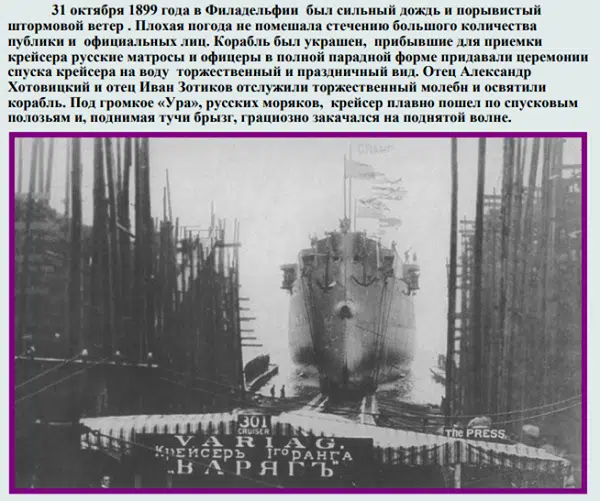 31 октября 1899 года в Филадельфии был сильный дождь и порывистый
штормовой ветер . Плохая погода не помешала стечению большого количества
публики и официальных лиц. Корабль был украшен, прибывшие для приемки
крейсера русские матросы и офицеры в полной парадной форме придавали церемонии
спуска крейсера на воду торжественный и праздничный вид. Отец Александр
Хотовицкий и отец Иван Зотиков отслужили торжественный молебн и освятили
корабль. Под громкое «Ура», русских моряков, крейсер плавно пошел по спусковым
полозьям и, поднимая тучи брызг, грациозно закачался на поднятой волне.
301
CRUISER
VARIAG.
The PRESS.
КрейсерЪ Iго РАНГА
"ВАРЯГЪ"